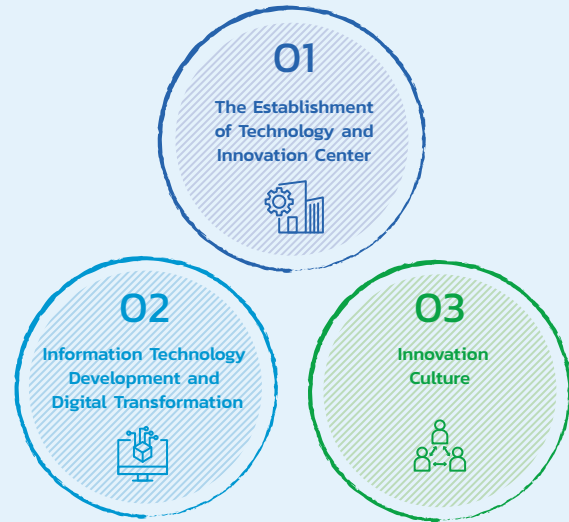 01
The Establishment
of Technology and
Innovation Center
02
Information Technology
Development and
Digital Transformation
03
Innovation
Culture